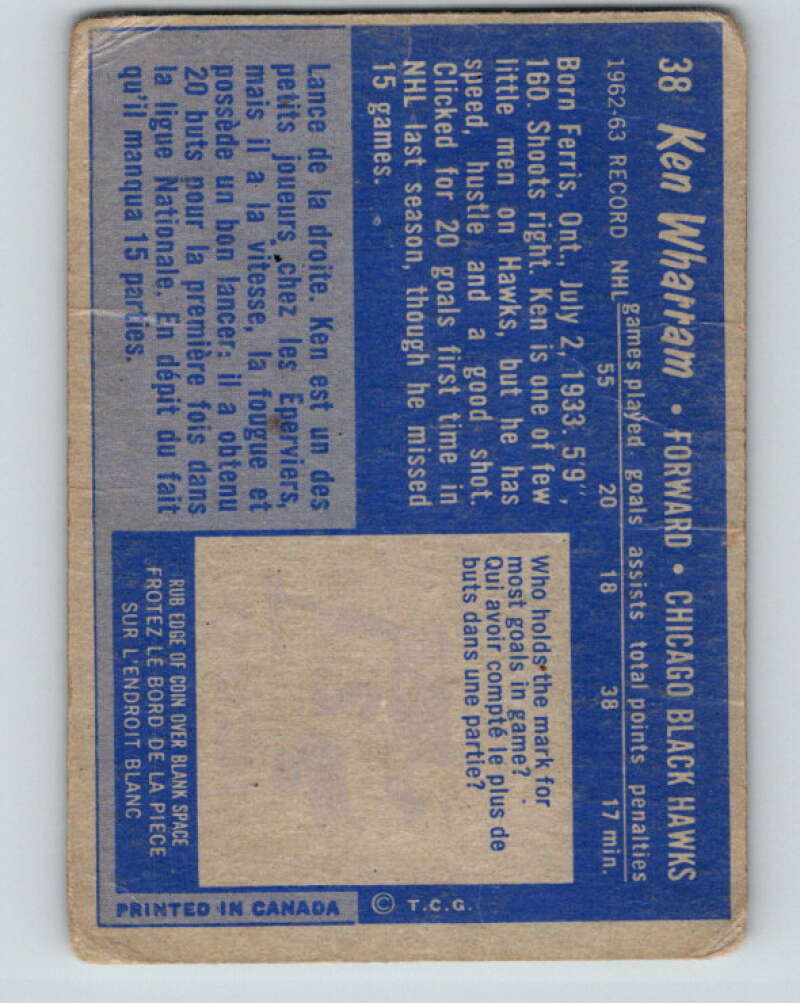 38 Ken Wharram • FORWARD • CHICAGO BLACK HAWKS
games played goals assists total points penalties
1962-63 RECORD NHL 55 20 18 38 17 min.
Born Ferris, Ont., July 2, 1933. 5'9",
160. Shoots right. Ken is one of few
little men on Hawks, but he has
speed, hustle and a good shot.
Clicked for 20 goals first time in
NHL last season, though he missed
15 games.
Lance de la droite. Ken est un des
petits joueurs chez les Eperviers,
mais il a la vitesse, la fougue et
possède un bon lancer: il a obtenu
20 buts pour la première fois dans
la ligue Nationale. En dépit du fait
qu'il manqua 15 parties.
Who holds the mark for
most goals in game?
Qui avoir compté le plus de
buts dans une partie?
RUB EDGE OF COIN OVER BLANK SPACE
FROTEZ LE BORD DE LA PIECE
SUR L'ENDROIT BLANC
PRINTED IN CANADA © T.C.G.